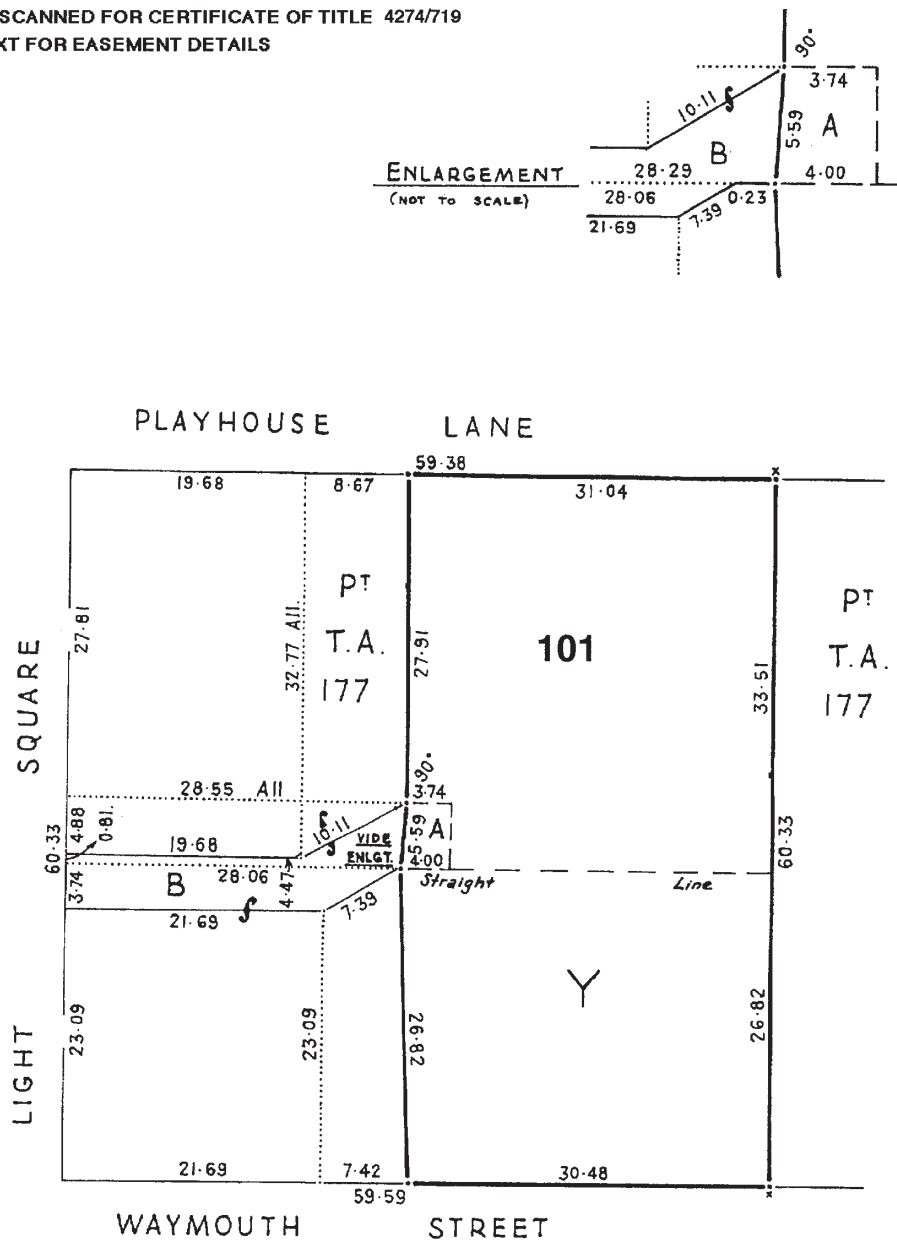 SCANNED FOR CERTIFICATE OF TITLE 4274/719
XT FOR EASEMENT DETAILS
90°
3·74
10·11
5·59
A
B
ENLARGEMENT
(NOT TO SCALE)
28·29
4·00
28·06
0·23
21·69
7·39
PLAYHOUSE LANE
59·38
19·68
8·67
31·04
PT
T.A.
177
101
PT
T.A.
177
27·81
32·77 All.
27·91
33·51
SQUARE
90°
28·55 All
3·74
4·88
0·81.
10·11
5·59
A
60·33
19·68
VIDE
ENLGT.
4·00
60·33
3·74
B
28·06
4·47
Straight Line
21·69
7·39
Y
LIGHT
23·09
23·09
26·82
26·82
21·69
7·42
30·48
59·59
WAYMOUTH STREET